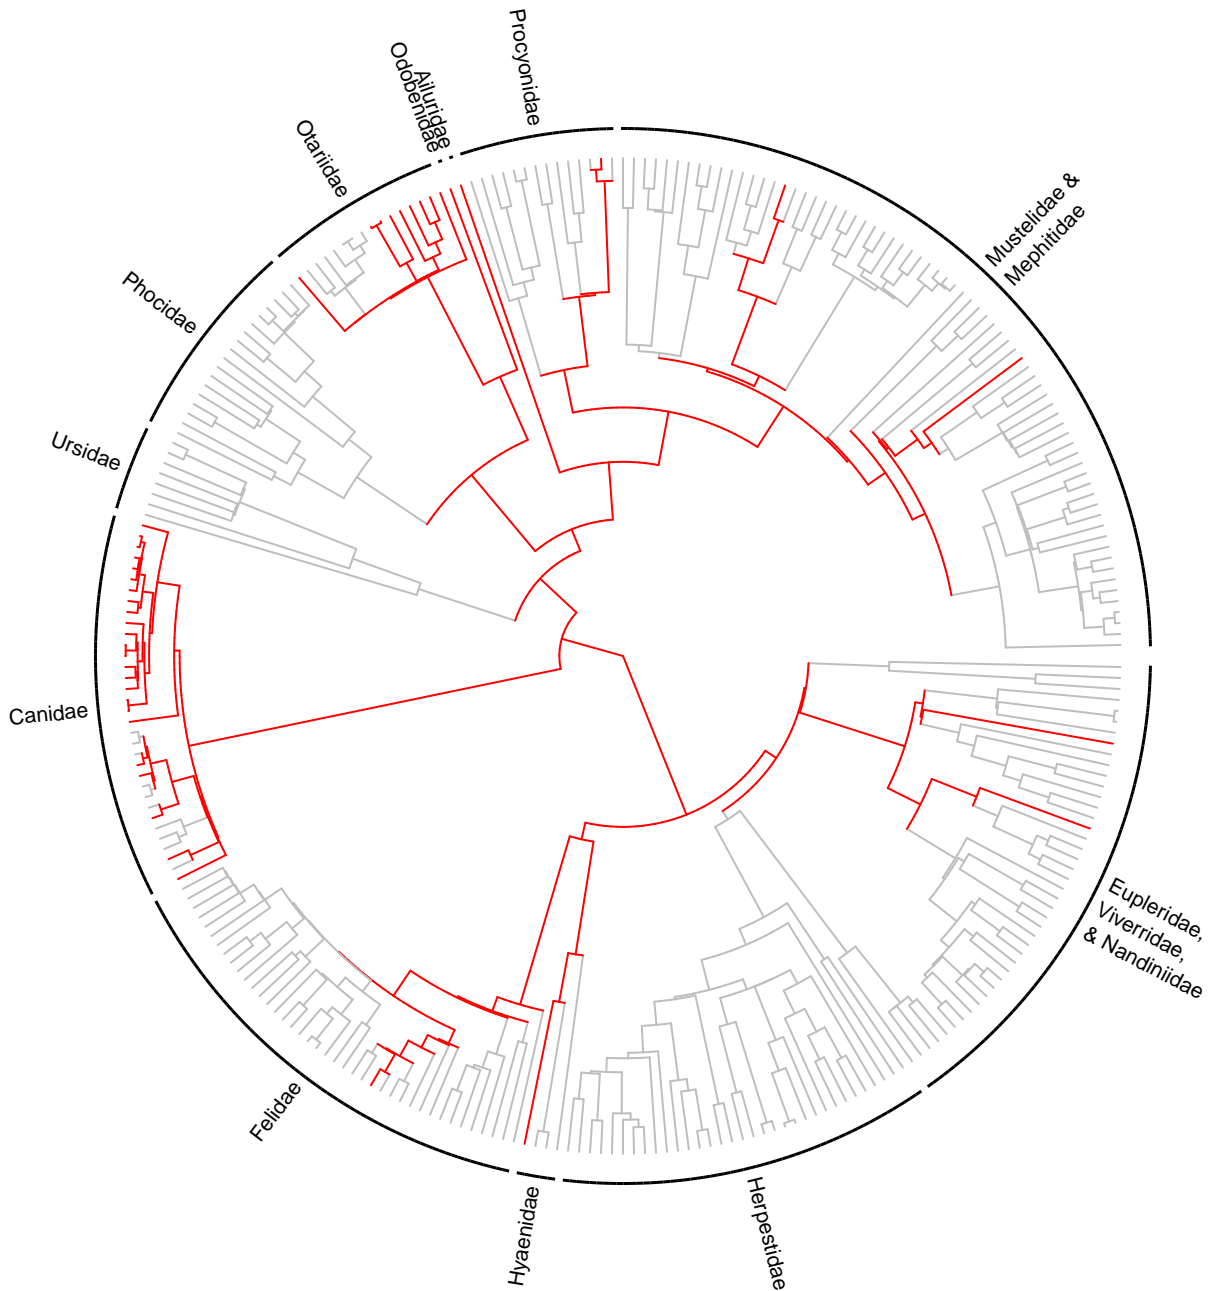 Procyonidae
Ailuridae
Odobenidae
Otariidae
Mustelidae &
Mephitidae
Phocidae
Ursidae
Canidae
Eupleridae,
Viverridae,
& Nandiniidae
Felidae
Hyaenidae
Herpestidae